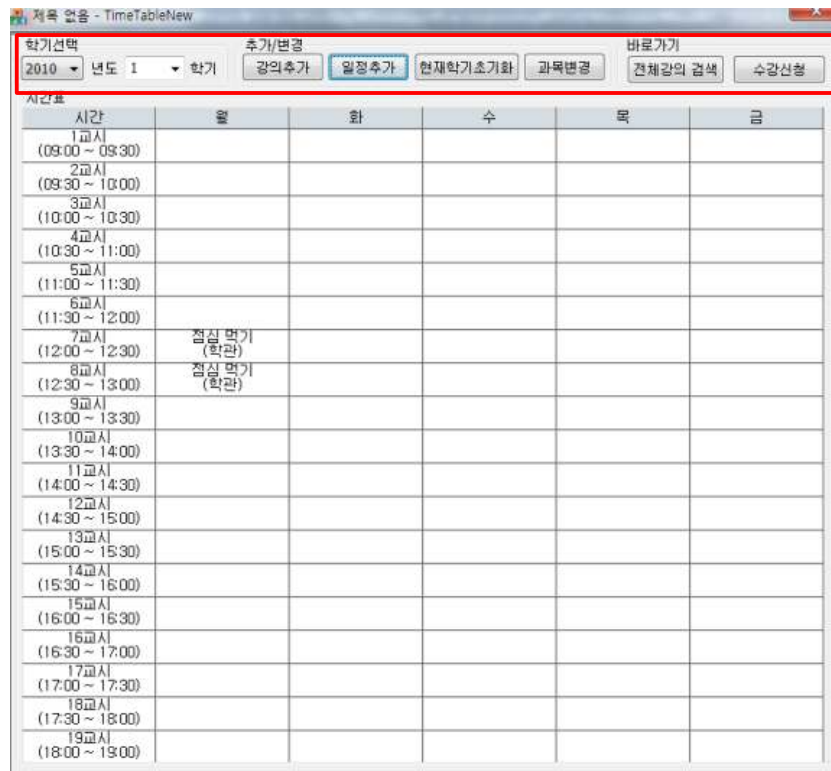 제목 없음 - TimeTableNew
학기선택 추가/변경 바로가기
2010 년도 1 학기 강의추가 일정추가 현재학기초기화 과목변경 전체강의 검색 수강신청
시간표
시간 월 화 수 목 금
1교시
(09:00 ~ 09:30)
2교시
(09:30 ~ 10:00)
3교시
(10:00 ~ 10:30)
4교시
(10:30 ~ 11:00)
5교시
(11:00 ~ 11:30)
6교시
(11:30 ~ 12:00)
7교시 점심 먹기
(12:00 ~ 12:30) (학관)
8교시 점심 먹기
(12:30 ~ 13:00) (학관)
9교시
(13:00 ~ 13:30)
10교시
(13:30 ~ 14:00)
11교시
(14:00 ~ 14:30)
12교시
(14:30 ~ 15:00)
13교시
(15:00 ~ 15:30)
14교시
(15:30 ~ 16:00)
15교시
(16:00 ~ 16:30)
16교시
(16:30 ~ 17:00)
17교시
(17:00 ~ 17:30)
18교시
(17:30 ~ 18:00)
19교시
(18:00 ~ 19:00)